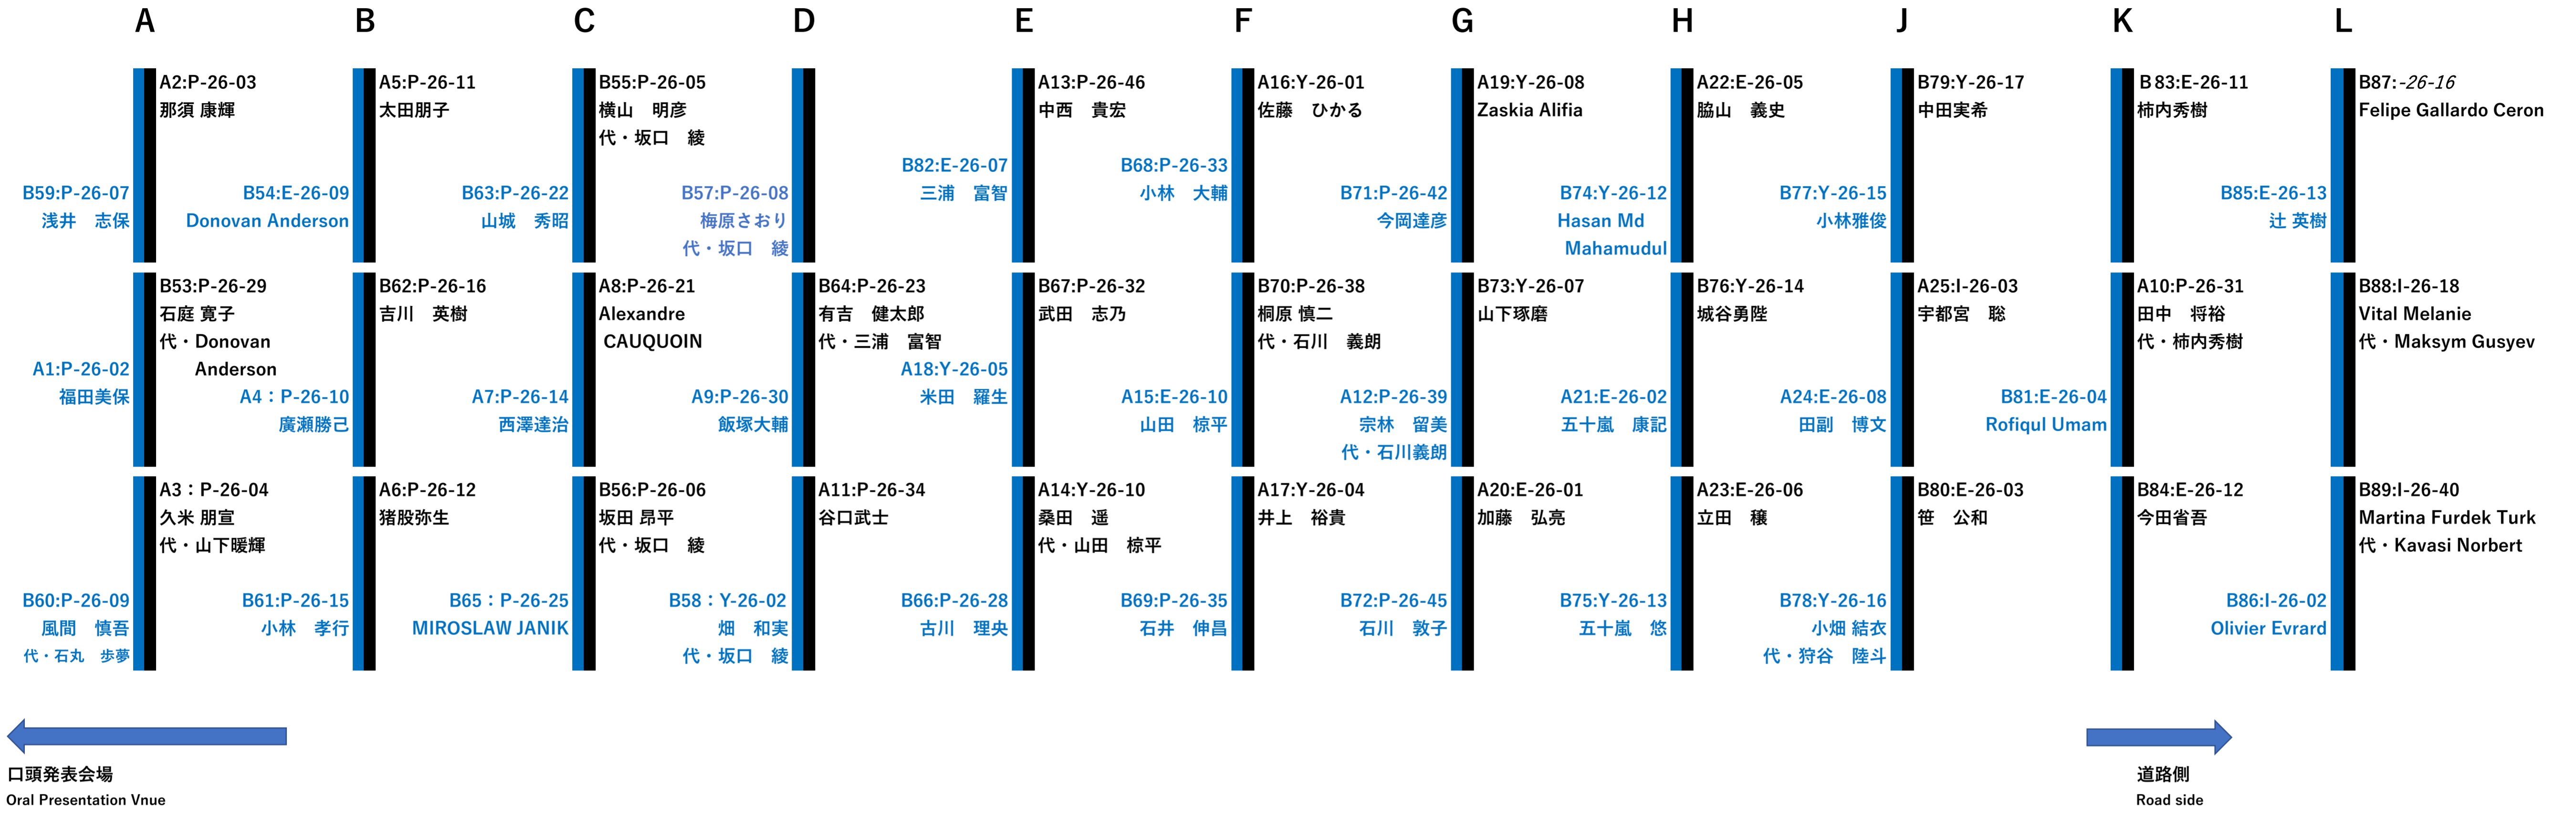 A B C D E F G H J K L
A2:P-26-03
那須 康輝
A5:P-26-11
太田朋子
B55:P-26-05
横山　明彦
代・坂口　綾
A13:P-26-46
中西　貴宏
A16:Y-26-01
佐藤　ひかる
A19:Y-26-08
Zaskia Alifia
A22:E-26-05
脇山　義史
B79:Y-26-17
中田実希
Ｂ83:E-26-11
柿内秀樹
B87:-26-16
Felipe Gallardo Ceron
B59:P-26-07
浅井　志保
B54:E-26-09
Donovan Anderson
B63:P-26-22
山城　秀昭
B57:P-26-08
梅原さおり
代・坂口　綾
B82:E-26-07
三浦　富智
B68:P-26-33
小林　大輔
B71:P-26-42
今岡達彦
B74:Y-26-12
Hasan Md
Mahamudul
B77:Y-26-15
小林雅俊
B85:E-26-13
辻 英樹
B53:P-26-29
石庭 寛子
代・Donovan
Anderson
B62:P-26-16
吉川　英樹
A8:P-26-21
Alexandre
CAUQUOIN
B64:P-26-23
有吉　健太郎
代・三浦　富智
B67:P-26-32
武田　志乃
B70:P-26-38
桐原 慎二
代・石川　義朗
B73:Y-26-07
山下琢磨
B76:Y-26-14
城谷勇陛
A25:I-26-03
宇都宮　聡
A10:P-26-31
田中　将裕
代・柿内秀樹
B88:I-26-18
Vital Melanie
代・Maksym Gusyev
A1:P-26-02
福田美保
A4：P-26-10
廣瀬勝己
A7:P-26-14
西澤達治
A9:P-26-30
飯塚大輔
A18:Y-26-05
米田　羅生
A15:E-26-10
山田　椋平
A12:P-26-39
宗林　留美
代・石川義朗
A21:E-26-02
五十嵐　康記
A24:E-26-08
田副　博文
B81:E-26-04
Rofiqul Umam
A3：P-26-04
久米 朋宣
代・山下暖輝
A6:P-26-12
猪股弥生
B56:P-26-06
坂田 昂平
代・坂口　綾
A11:P-26-34
谷口武士
A14:Y-26-10
桑田　遥
代・山田　椋平
A17:Y-26-04
井上　裕貴
A20:E-26-01
加藤　弘亮
A23:E-26-06
立田　穣
B80:E-26-03
笹　公和
B84:E-26-12
今田省吾
B89:I-26-40
Martina Furdek Turk
代・Kavasi Norbert
B60:P-26-09
風間　慎吾
代・石丸　歩夢
B61:P-26-15
小林　孝行
B65：P-26-25
MIROSLAW JANIK
B58：Y-26-02
畑　和実
代・坂口　綾
B66:P-26-28
古川　理央
B69:P-26-35
石井　伸昌
B72:P-26-45
石川　敦子
B75:Y-26-13
五十嵐　悠
B78:Y-26-16
小畑 結衣
代・狩谷　陸斗
B86:I-26-02
Olivier Evrard
口頭発表会場
Oral Presentation Vnue
道路側
Road side